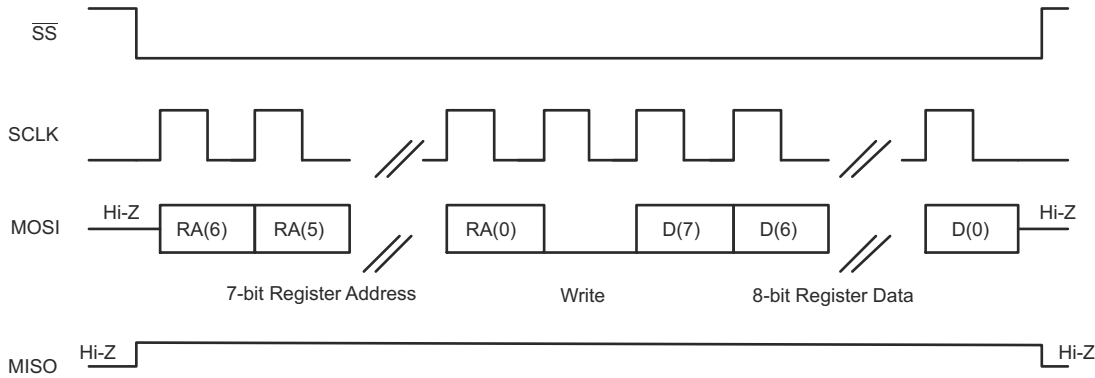 S̅S̅
SCLK
MOSI Hi-Z RA(6) RA(5) RA(0) D(7) D(6) D(0) Hi-Z
7-bit Register Address Write 8-bit Register Data
MISO Hi-Z Hi-Z